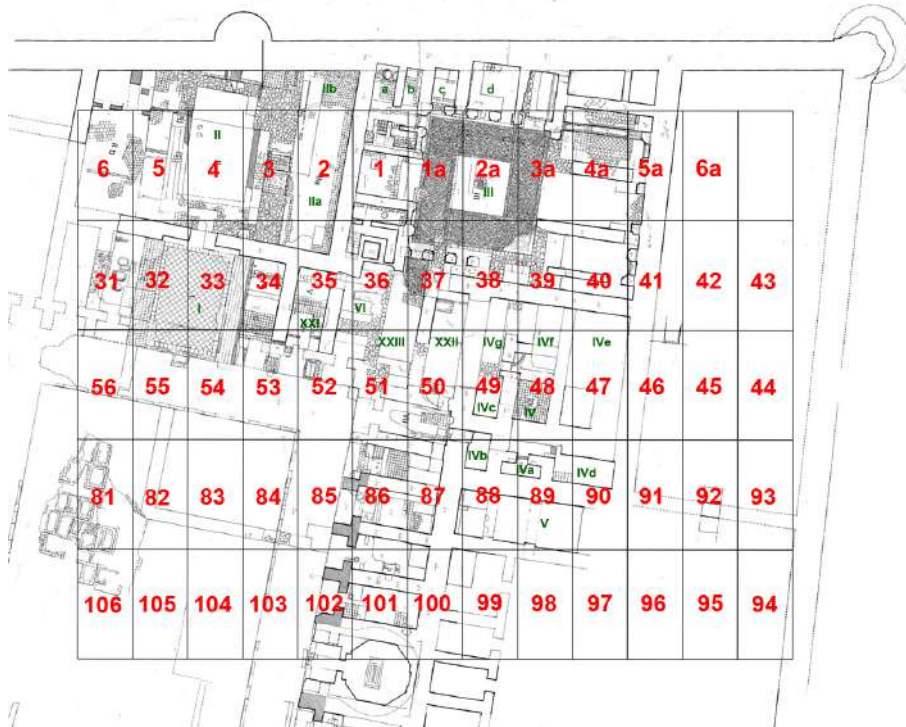 IIb a b c d
II
6 5 4 3 2 1 1a 2a 3a 4a 5a 6a
III
IIa
31 32 33 34 35 36 37 38 39 40 41 42 43
I XXI VI
XXIII XXII IVg IVf IVe
56 55 54 53 52 51 50 49 48 47 46 45 44
IVc IV
IVb IVa IVd
81 82 83 84 85 86 87 88 89 90 91 92 93
V
106 105 104 103 102 101 100 99 98 97 96 95 94